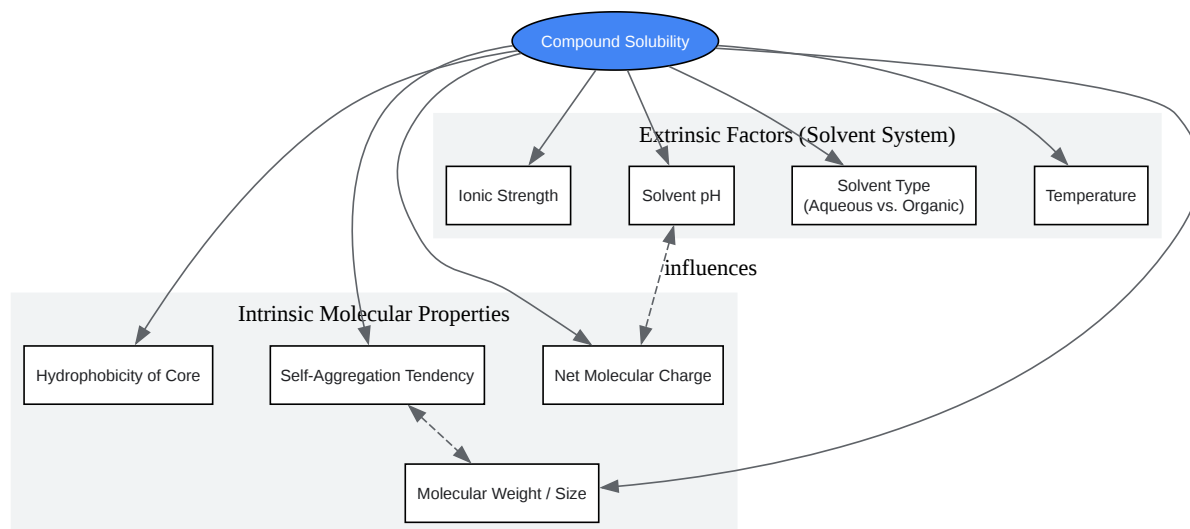 Compound Solubility
Extrinsic Factors (Solvent System)
Ionic Strength
Solvent pH
Solvent Type
(Aqueous vs. Organic)
Temperature
influences
Intrinsic Molecular Properties
Hydrophobicity of Core
Self-Aggregation Tendency
Net Molecular Charge
Molecular Weight / Size